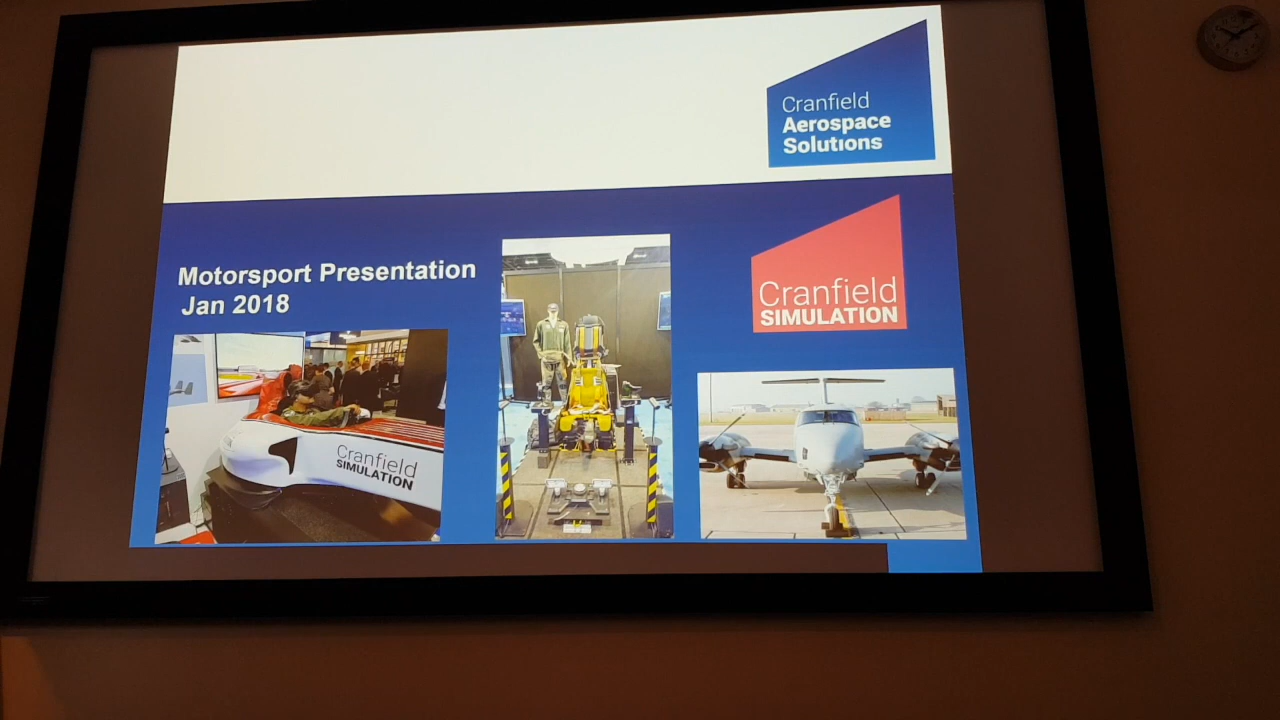 Cranfield
Aerospace
Solutions
Motorsport Presentation
Jan 2018
Cranfield
SIMULATION
Cranfield
SIMULATION